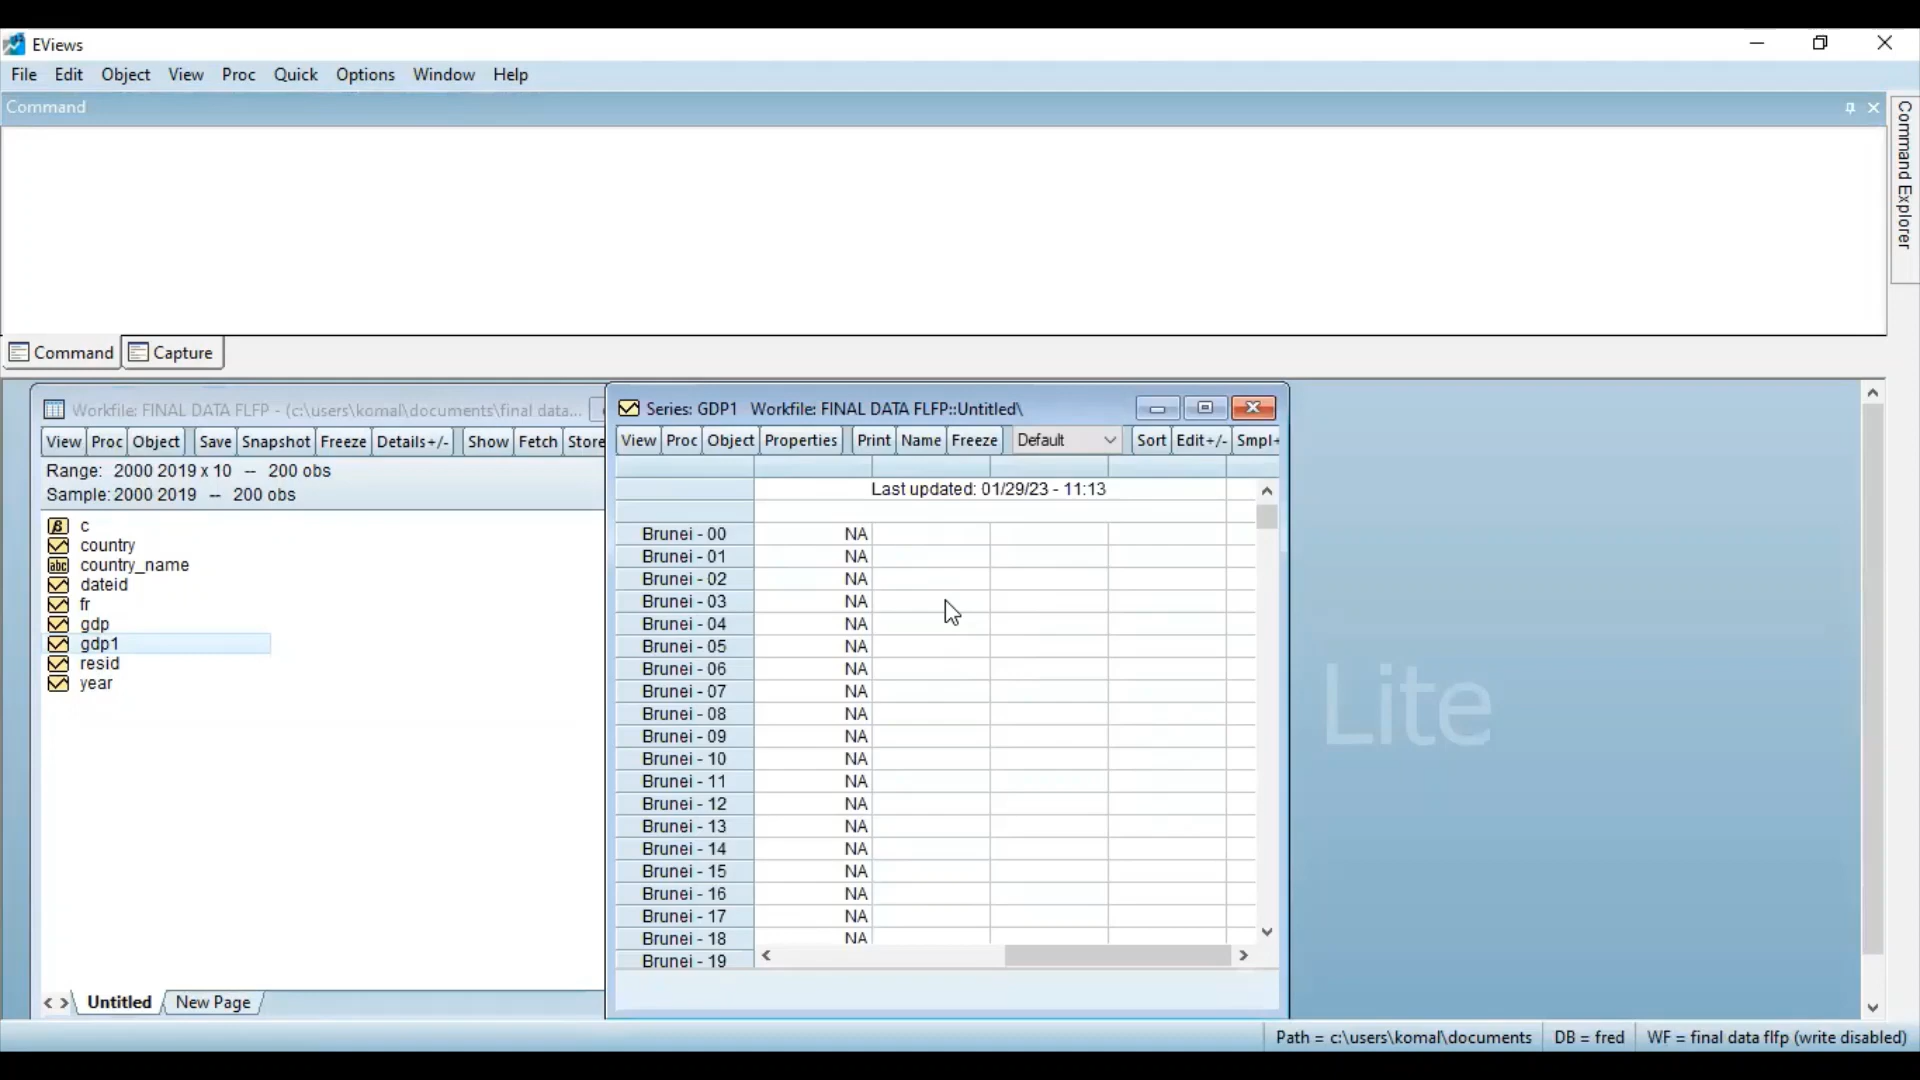 EViews
File Edit Object View Proc Quick Options Window Help
Command
Command Explorer
Command Capture
Workfile: FINAL DATA FLFP - (c:\users\komal\documents\final data...
View Proc Object Save Snapshot Freeze Details+/- Show Fetch Store
Range: 2000 2019 x 10 -- 200 obs
Sample: 2000 2019 -- 200 obs
c
country
abc country_name
dateid
fr
gdp
gdp1
resid
year
Untitled New Page
Series: GDP1 Workfile: FINAL DATA FLFP::Untitled\
View Proc Object Properties Print Name Freeze Default Sort Edit+/- Smpl+
Last updated: 01/29/23 - 11:13
Brunei - 00 NA
Brunei - 01 NA
Brunei - 02 NA
Brunei - 03 NA
Brunei - 04 NA
Brunei - 05 NA
Brunei - 06 NA
Brunei - 07 NA
Brunei - 08 NA
Brunei - 09 NA
Brunei - 10 NA
Brunei - 11 NA
Brunei - 12 NA
Brunei - 13 NA
Brunei - 14 NA
Brunei - 15 NA
Brunei - 16 NA
Brunei - 17 NA
Brunei - 18 NA
Brunei - 19
Lite
Path = c:\users\komal\documents DB = fred WF = final data flfp (write disabled)